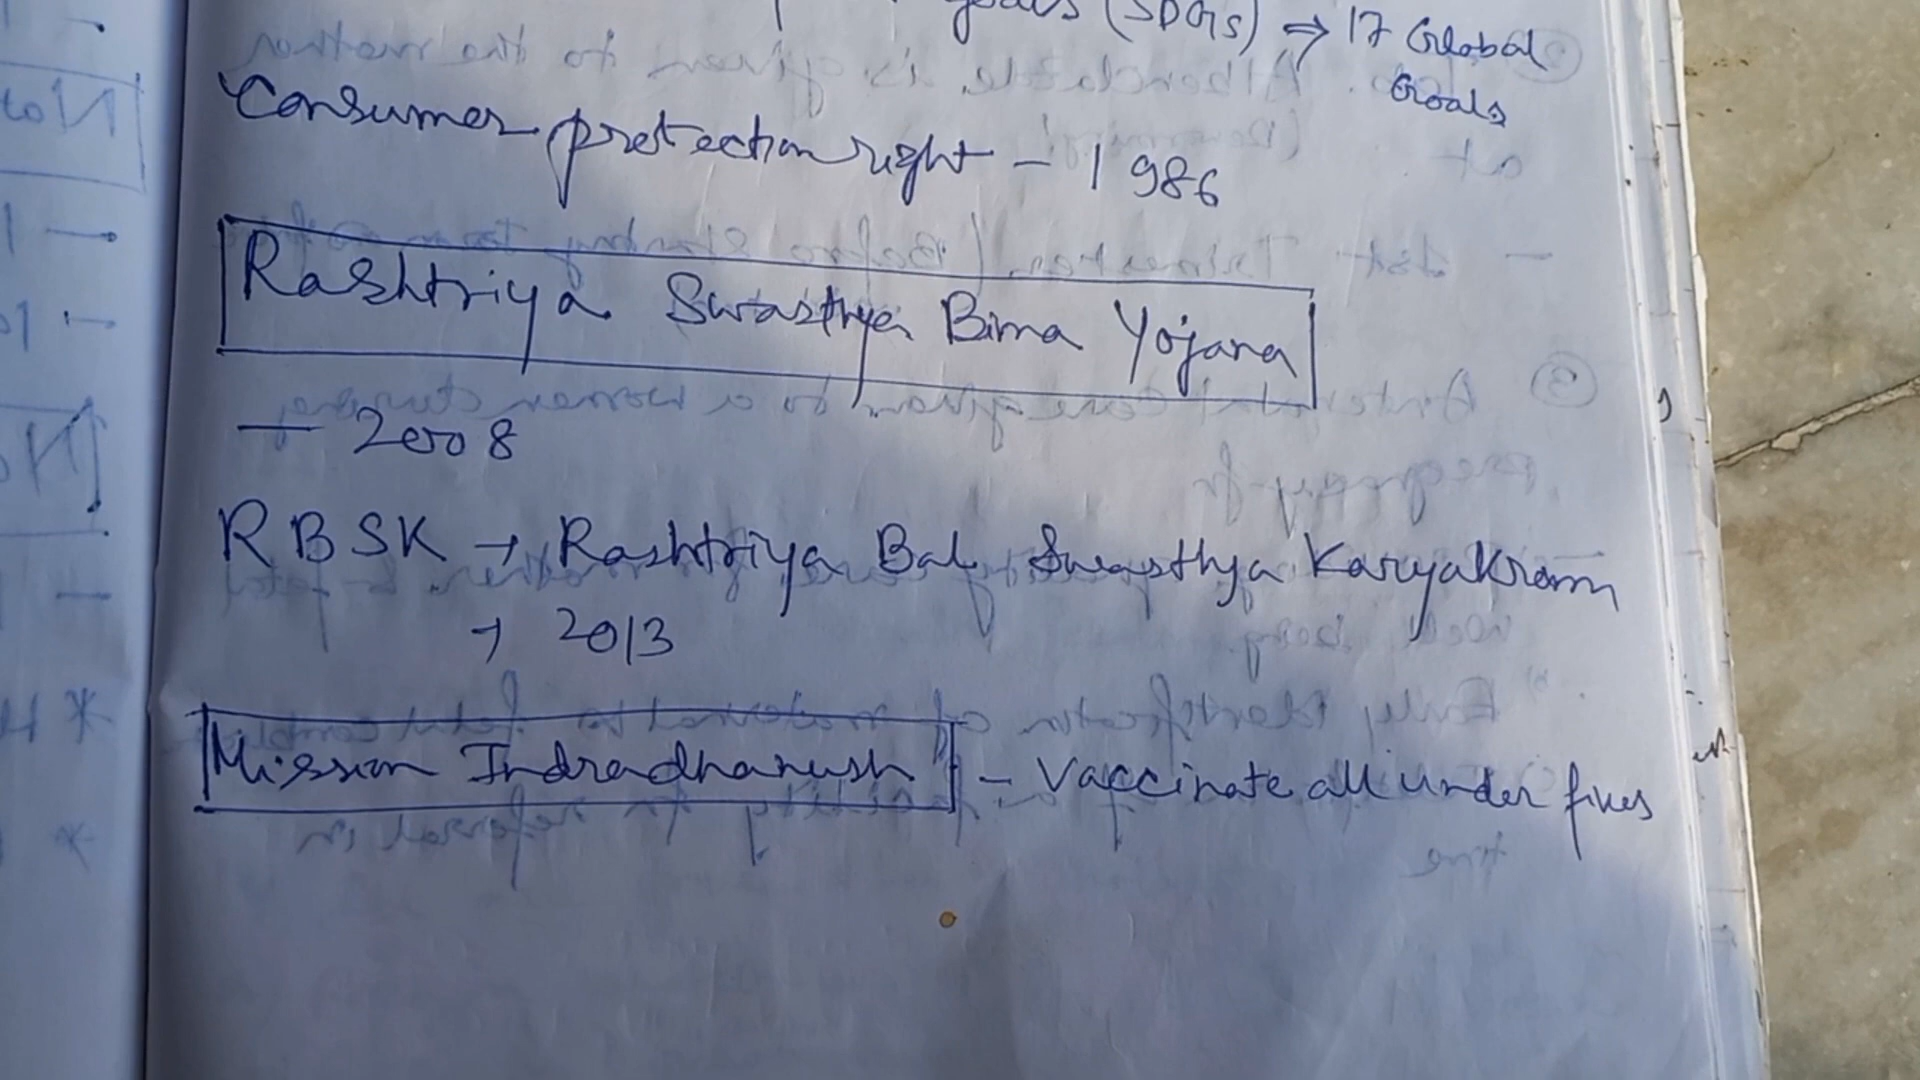 goals (SDGs) ⇒ 17 Global
Goals
Consumer protection right - 1986
Rashtriya Swasthya Bima Yojana
— 2008
R B S K → Rashtriya Bal Swasthya Karyakram
→ 2013
Mission Indradhanush - Vaccinate all under fives